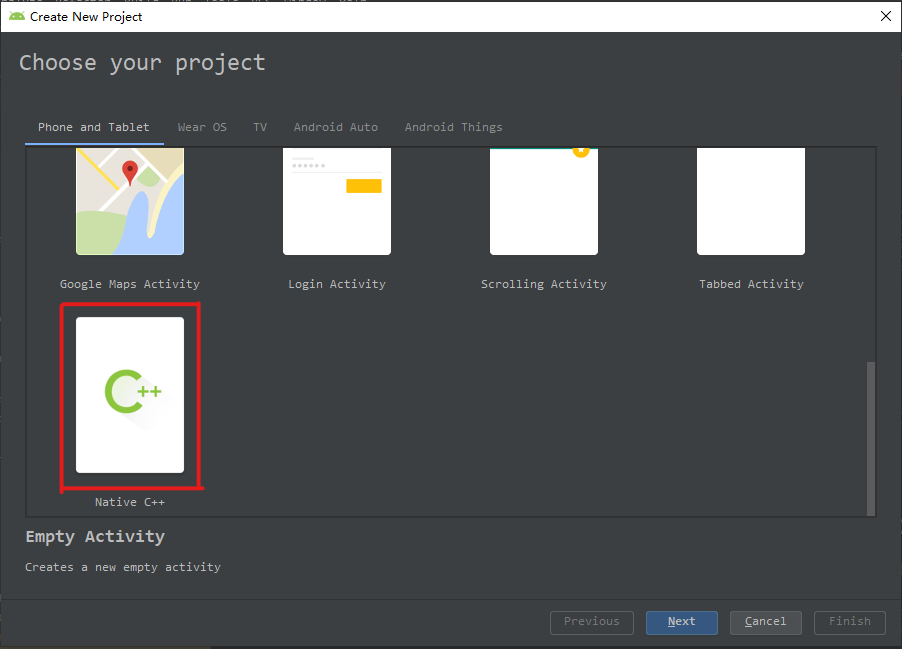 Create New Project
Choose your project
Phone and Tablet Wear OS TV Android Auto Android Things
Google Maps Activity Login Activity Scrolling Activity Tabbed Activity
C++
Native C++
Empty Activity
Creates a new empty activity
Previous Next Cancel Finish